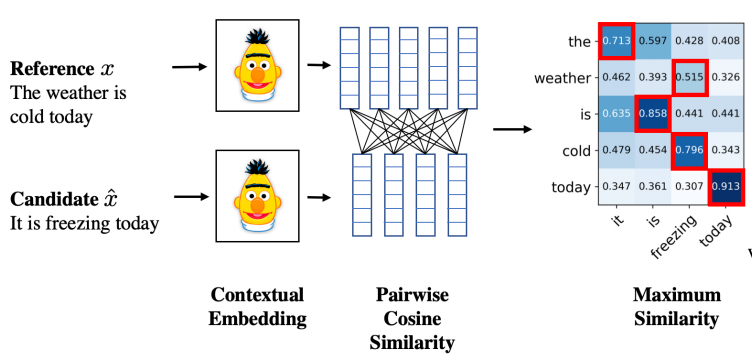 Reference x
The weather is
cold today
Candidate x̂
It is freezing today
Contextual
Embedding
Pairwise
Cosine
Similarity
the 0.713 0.597 0.428 0.408
weather 0.462 0.393 0.515 0.326
is 0.635 0.858 0.441 0.441
cold 0.479 0.454 0.796 0.343
today 0.347 0.361 0.307 0.913
it is freezing today
Maximum
Similarity